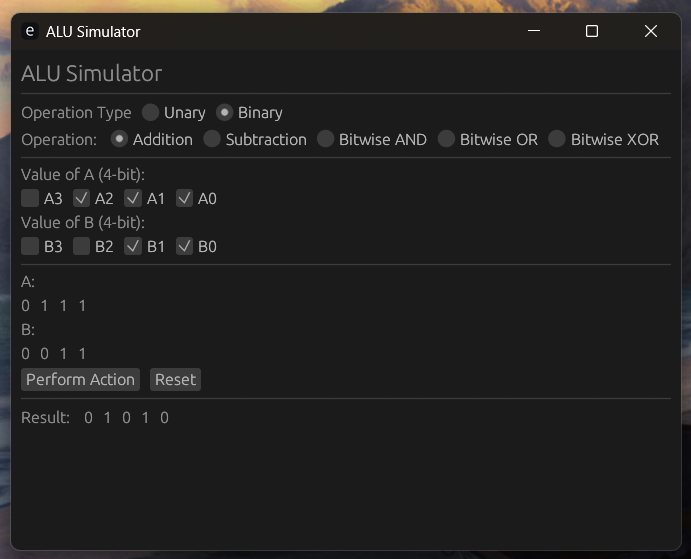 e ALU Simulator
ALU Simulator
Operation Type Unary Binary
Operation: Addition Subtraction Bitwise AND Bitwise OR Bitwise XOR
Value of A (4-bit):
A3 A2 A1 A0
Value of B (4-bit):
B3 B2 B1 B0
A:
0 1 1 1
B:
0 0 1 1
Perform Action Reset
Result: 0 1 0 1 0